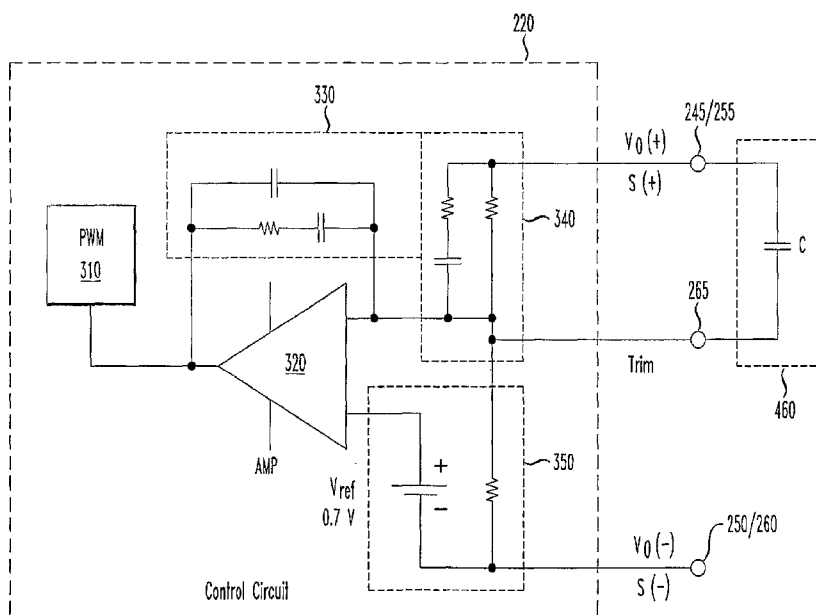 220
330
245/255
V₀(+)
S(+)
PWM
310
340
C
265
320
Trim
460
350
AMP
Vref
0.7 V
+
–
250/260
V₀(–)
S(–)
Control Circuit